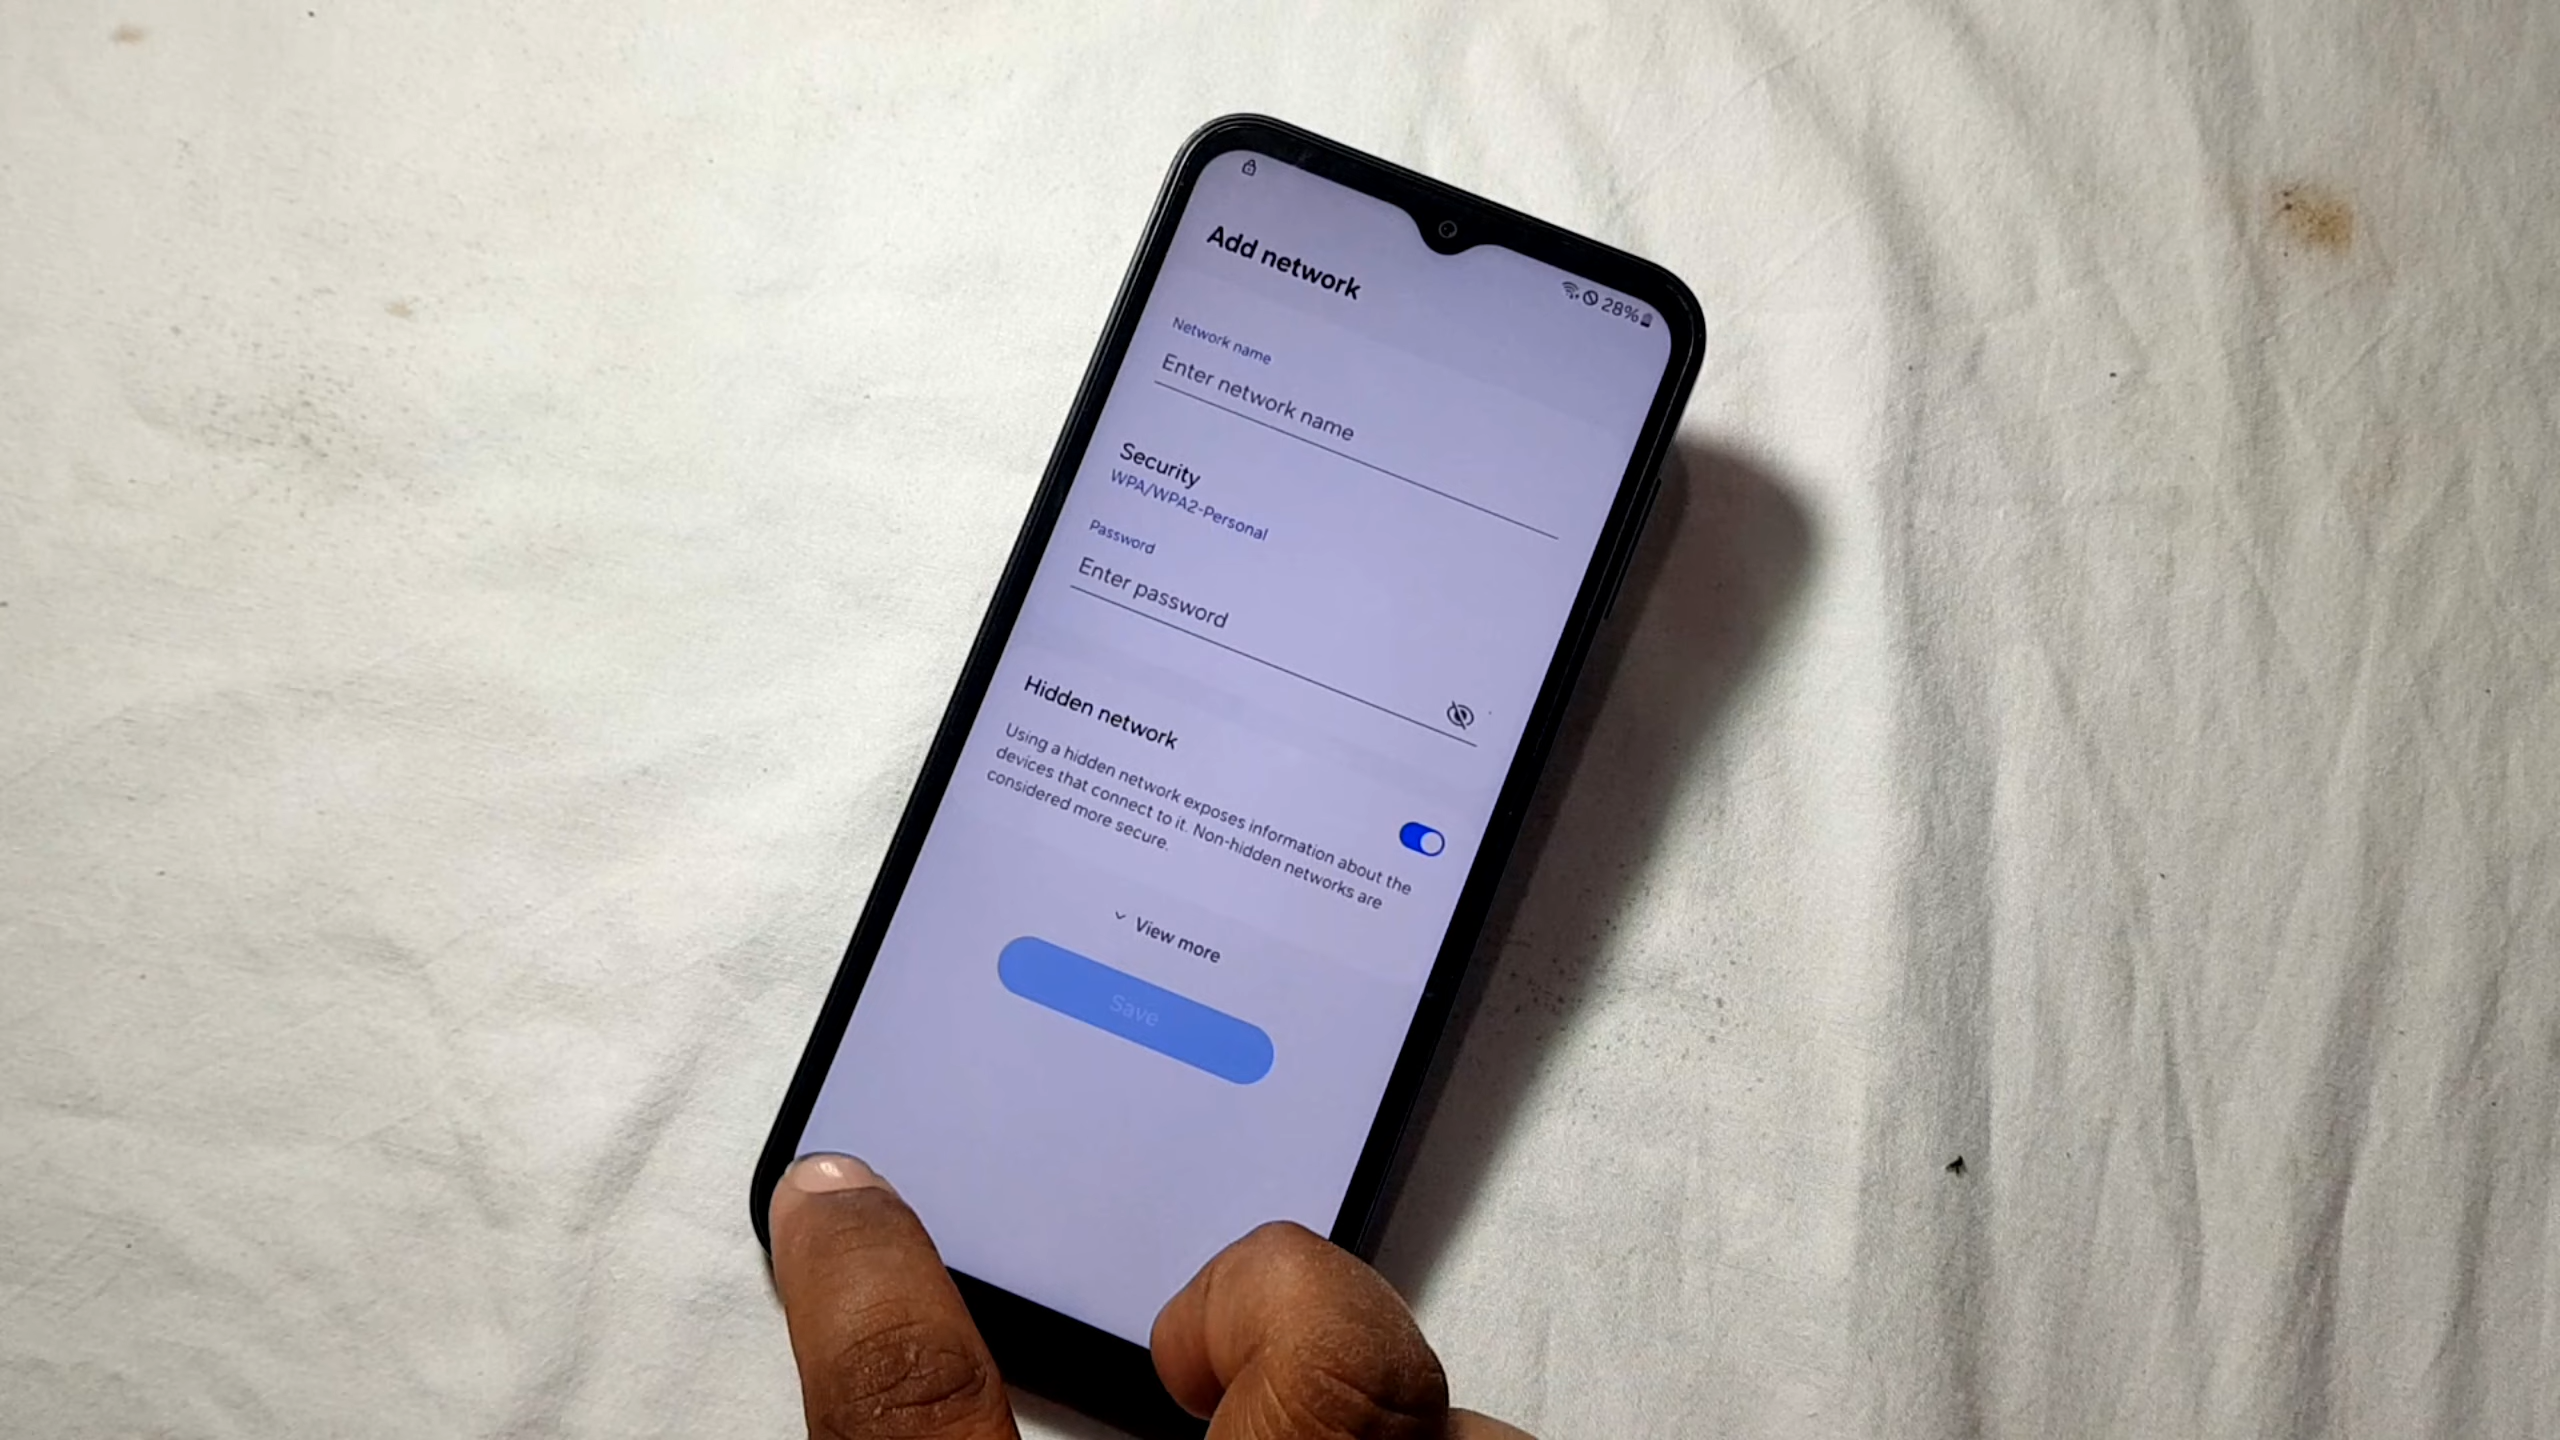 28%
Add network
Network name
Enter network name
Security
WPA/WPA2-Personal
Password
Enter password
Hidden network
Using a hidden network exposes information about the
devices that connect to it. Non-hidden networks are
considered more secure.
View more
Save